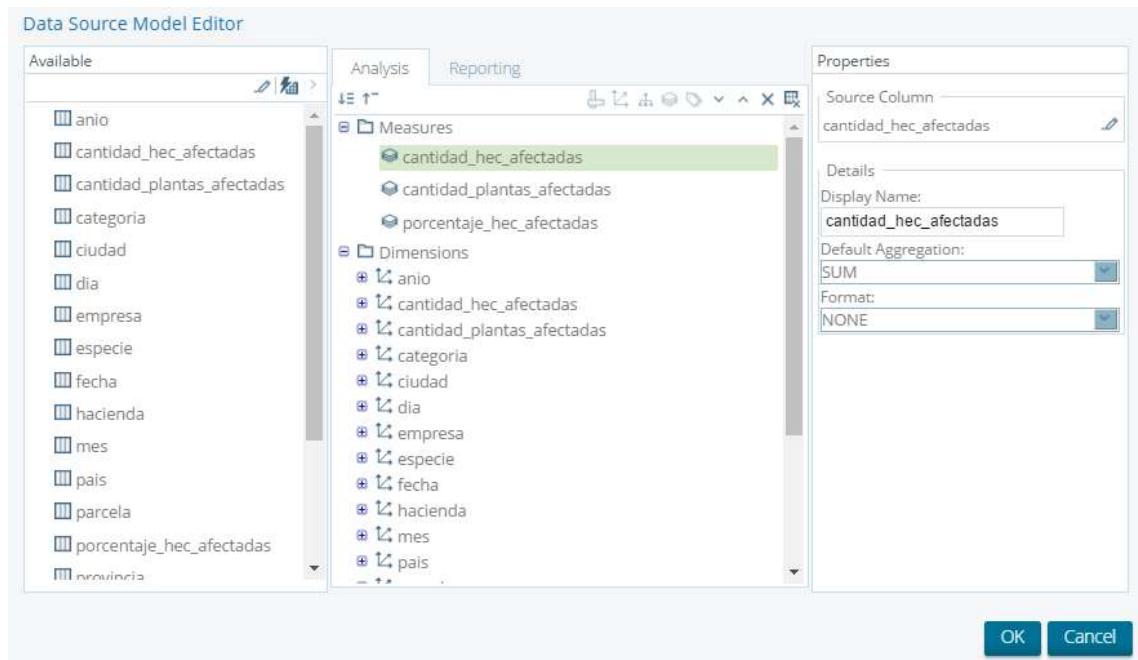 Data Source Model Editor
Available
anio
cantidad_hec_afectadas
cantidad_plantas_afectadas
categoria
ciudad
dia
empresa
especie
fecha
hacienda
mes
pais
parcela
porcentaje_hec_afectadas
provincia
Analysis
Reporting
Measures
cantidad_hec_afectadas
cantidad_plantas_afectadas
porcentaje_hec_afectadas
Dimensions
anio
cantidad_hec_afectadas
cantidad_plantas_afectadas
categoria
ciudad
dia
empresa
especie
fecha
hacienda
mes
pais
Properties
Source Column
cantidad_hec_afectadas
Details
Display Name:
cantidad_hec_afectadas
Default Aggregation:
SUM
Format:
NONE
OK
Cancel